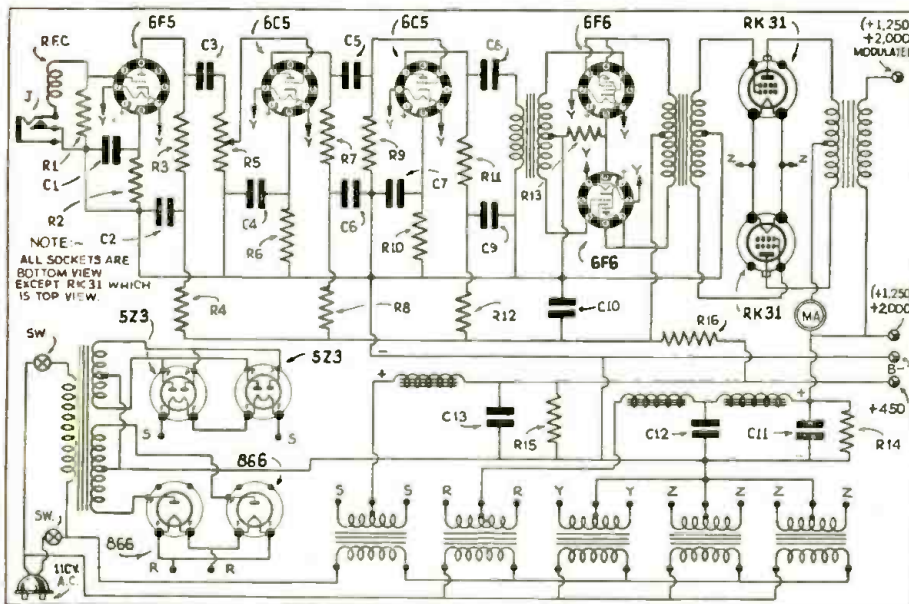 6F5
6C5
6C5
6F6
RK31
(+1,250
+2,000)
MODULATED
R.F.C.
C3
C5
C8
J
Y
Y
Y
Y
Y
Y
Y
Y
Y
R1
C1
R3
R5
R7
R9
C7
R11
R13
Z
Z
R2
C2
C4
R6
C6
R10
C9
6F6
NOTE:-
ALL SOCKETS ARE
BOTTOM VIEW
EXCEPT RK31 WHICH
IS TOP VIEW.
R4
R8
R12
C10
R16
RK31
MA
(+1,250
+2,000)
5Z3
5Z3
SW.
-
B-
+
+
+450
S
S
C13
R15
C12
C11
R14
866
S
S
R
R
Y
Y
Z
Z
Z
Z
SW.
866
R
R
110V.
A.C.